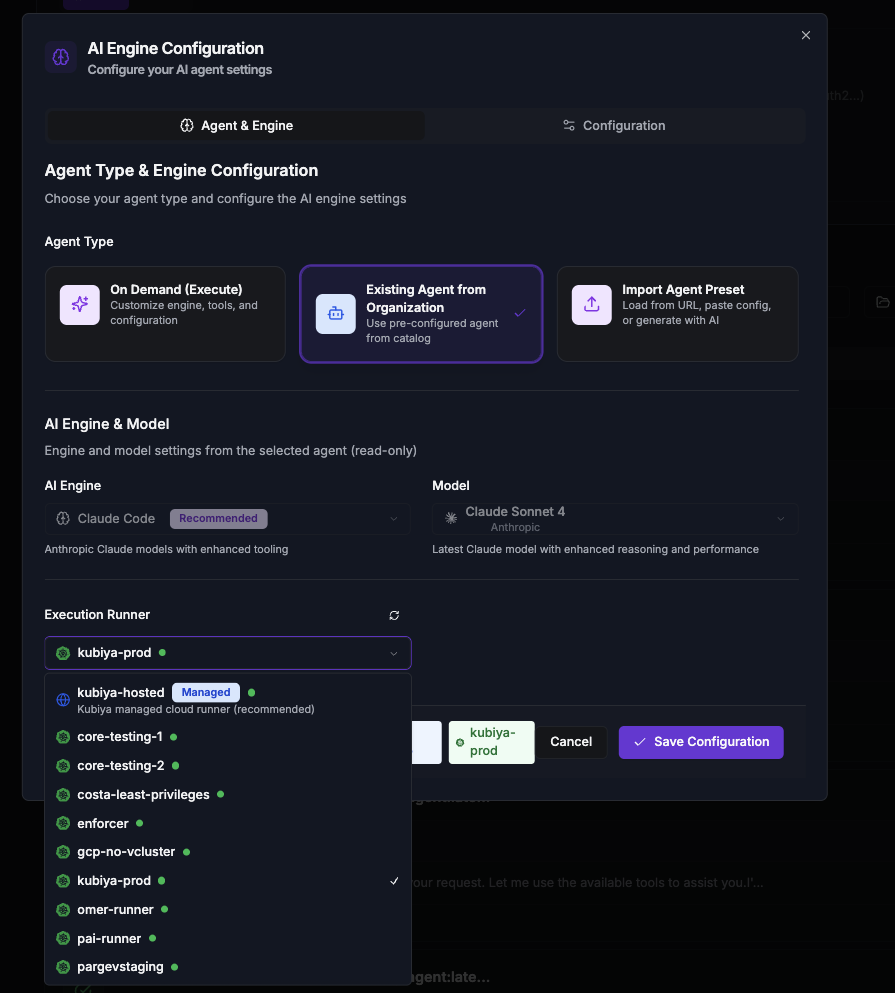 AI Engine Configuration
Configure your AI agent settings
Agent & Engine
Configuration
Agent Type & Engine Configuration
Choose your agent type and configure the AI engine settings
Agent Type
On Demand (Execute)
Customize engine, tools, and
configuration
Existing Agent from
Organization
Use pre-configured agent
from catalog
Import Agent Preset
Load from URL, paste config,
or generate with AI
AI Engine & Model
Engine and model settings from the selected agent (read-only)
AI Engine
Claude Code Recommended
Anthropic Claude models with enhanced tooling
Model
Claude Sonnet 4
Anthropic
Latest Claude model with enhanced reasoning and performance
Execution Runner
kubiya-prod
kubiya-hosted Managed
Kubiya managed cloud runner (recommended)
core-testing-1
core-testing-2
costa-least-privileges
enforcer
gcp-no-vcluster
kubiya-prod
omer-runner
pai-runner
pargevstaging
kubiya-
prod
Cancel
Save Configuration
your request. Let me use the available tools to assist you.I'...
agent:late...